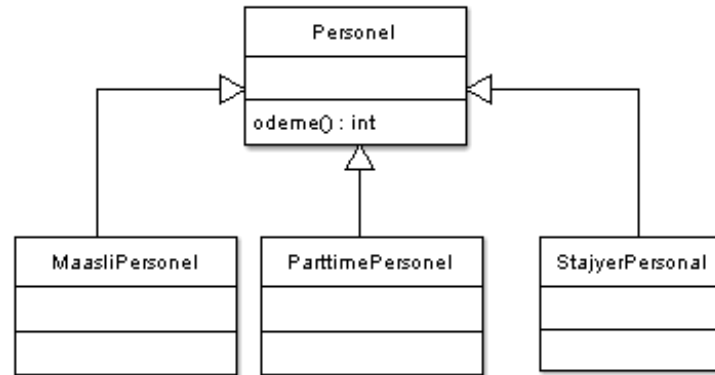 Personel
odeme() : int
MaasliPersonel
ParttimePersonel
StajyerPersonal